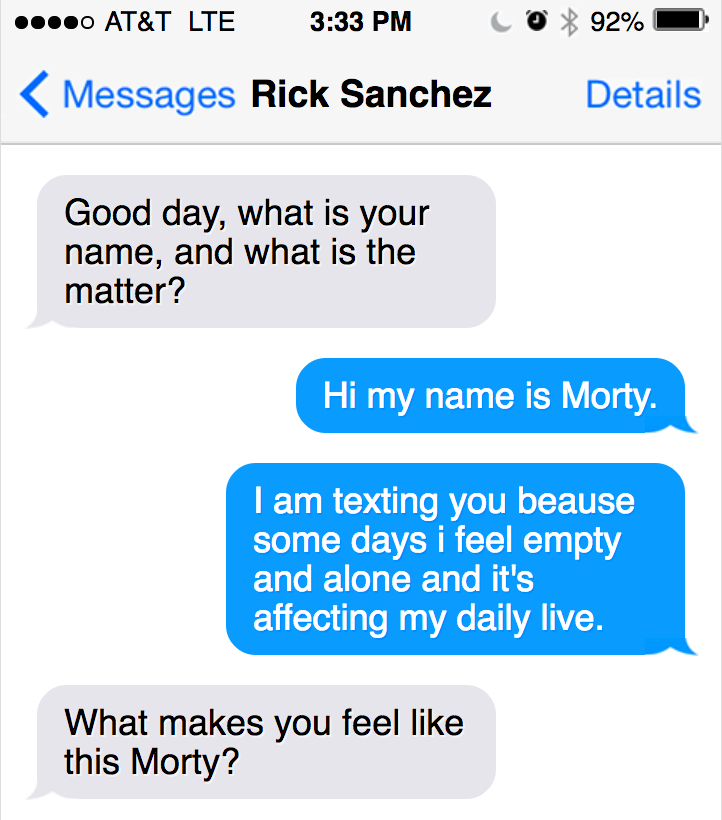 AT&T LTE 3:33 PM 92%
Messages Rick Sanchez Details
Good day, what is your
name, and what is the
matter?
Hi my name is Morty.
I am texting you beause
some days i feel empty
and alone and it's
affecting my daily live.
What makes you feel like
this Morty?